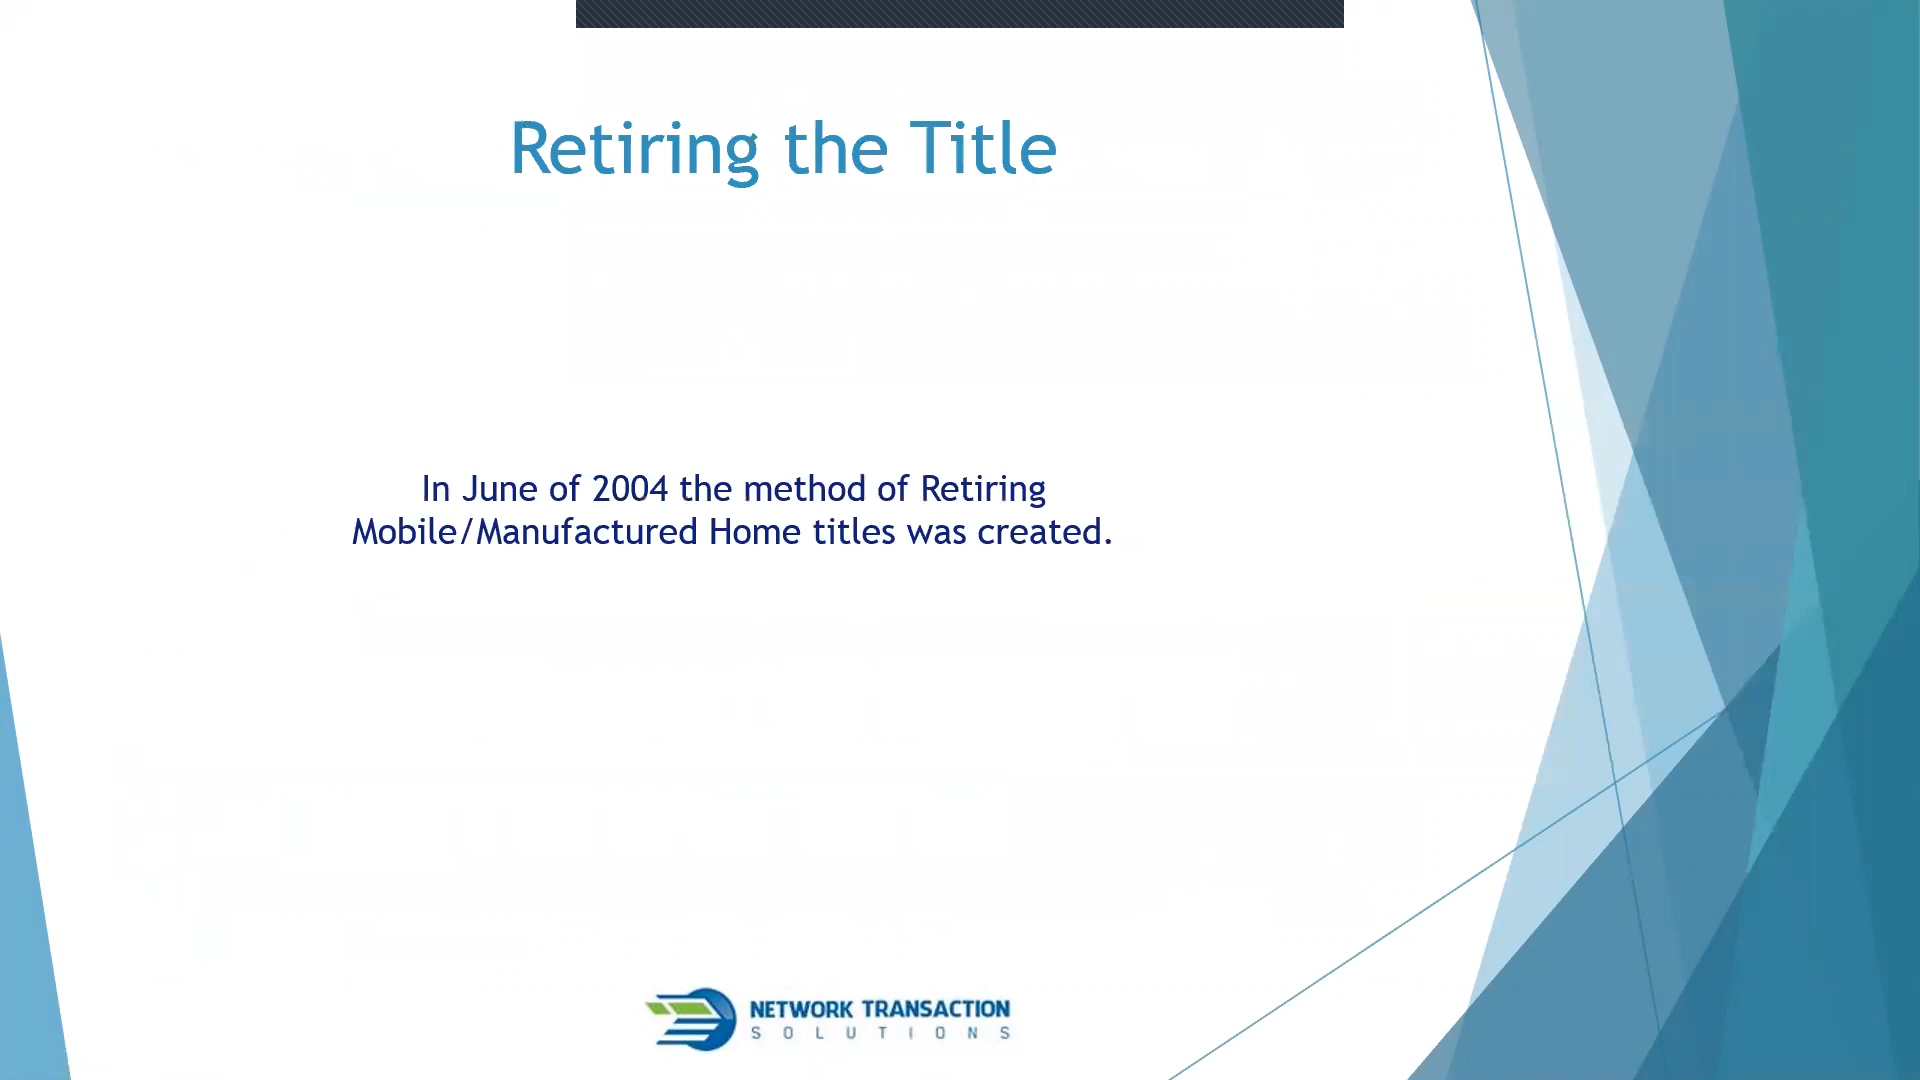 Retiring the Title
In June of 2004 the method of Retiring
Mobile/Manufactured Home titles was created.
NETWORK TRANSACTION
SOLUTIONS